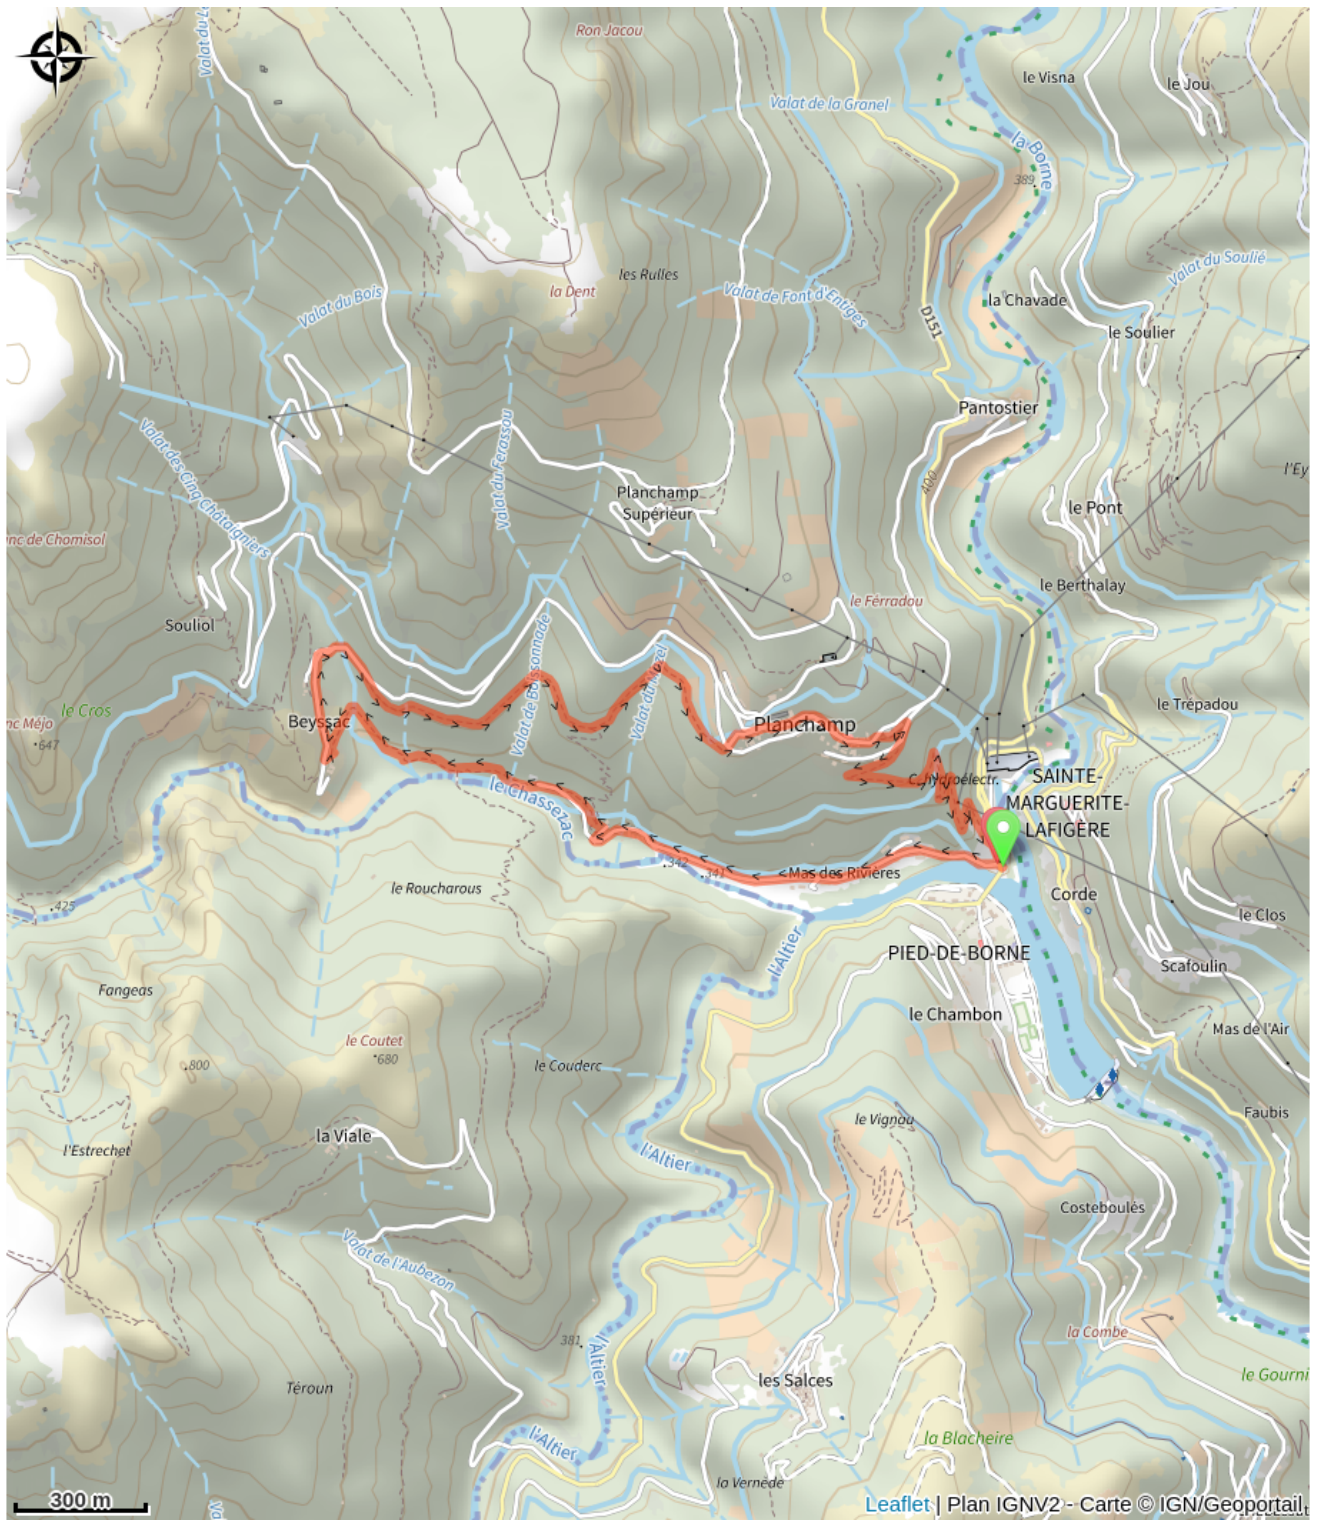 Ron Jacou
le Visna
le Jou
Valat de la Granel
la Borne
389
Valat du Soulié
les Rulles
la Dent
Valat du Bois
Valat de Font d'Entiges
la Chavade
D151
le Soulier
Pantostier
Valat des Cinq Châtaigniers
Valat du Ferassou
400
Planchamp
Supérieur
le Pont
l'Ey
nc de Chomisol
le Berthalay
le Férradou
Souliol
Valat de Boissonnade
Valat du Mazel
le Cros
nc Méjo
647
Beyssac
Planchamp
le Trépadou
C. hydroélectr.
SAINTE-
MARGUERITE-
LAFIGÈRE
le Chassezac
342
341
Mas des Rivières
le Roucharous
Corde
425
le Clos
l'Altier
PIED-DE-BORNE
Scafoulin
Fangeas
le Chambon
Mas de l'Air
le Coutet
680
800
le Couderc
le Vignau
Faubis
la Viale
l'Estrechet
l'Altier
Costeboulès
Valat de l'Aubezon
381
la Combe
l'Altier
les Salces
le Gourni
Téroun
la Blacheire
l'Altier
la Vernède
300 m
Leaflet | Plan IGNV2 - Carte © IGN/Geoportail